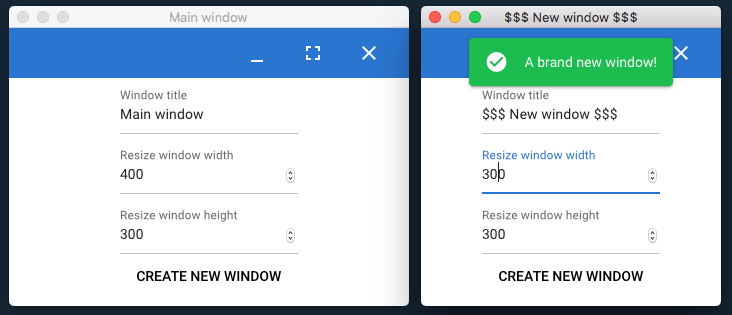 Main window
Window title
Main window
Resize window width
400
Resize window height
300
CREATE NEW WINDOW
$$$ New window $$$
A brand new window!
Window title
$$$ New window $$$
Resize window width
300
Resize window height
300
CREATE NEW WINDOW